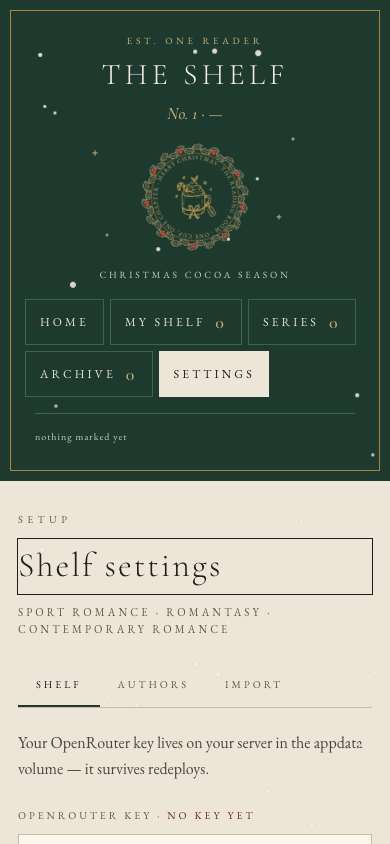 EST. ONE READER
THE SHELF
No. 1 · —
MERRY CHRISTMAS
CHRISTMAS COCOA SEASON
HOME
MY SHELF 0
SERIES 0
ARCHIVE 0
SETTINGS
nothing marked yet
SETUP
Shelf settings
SPORT ROMANCE · ROMANTASY ·
CONTEMPORARY ROMANCE
SHELF
AUTHORS
IMPORT
Your OpenRouter key lives on your server in the appdata
volume — it survives redeploys.
OPENROUTER KEY · NO KEY YET